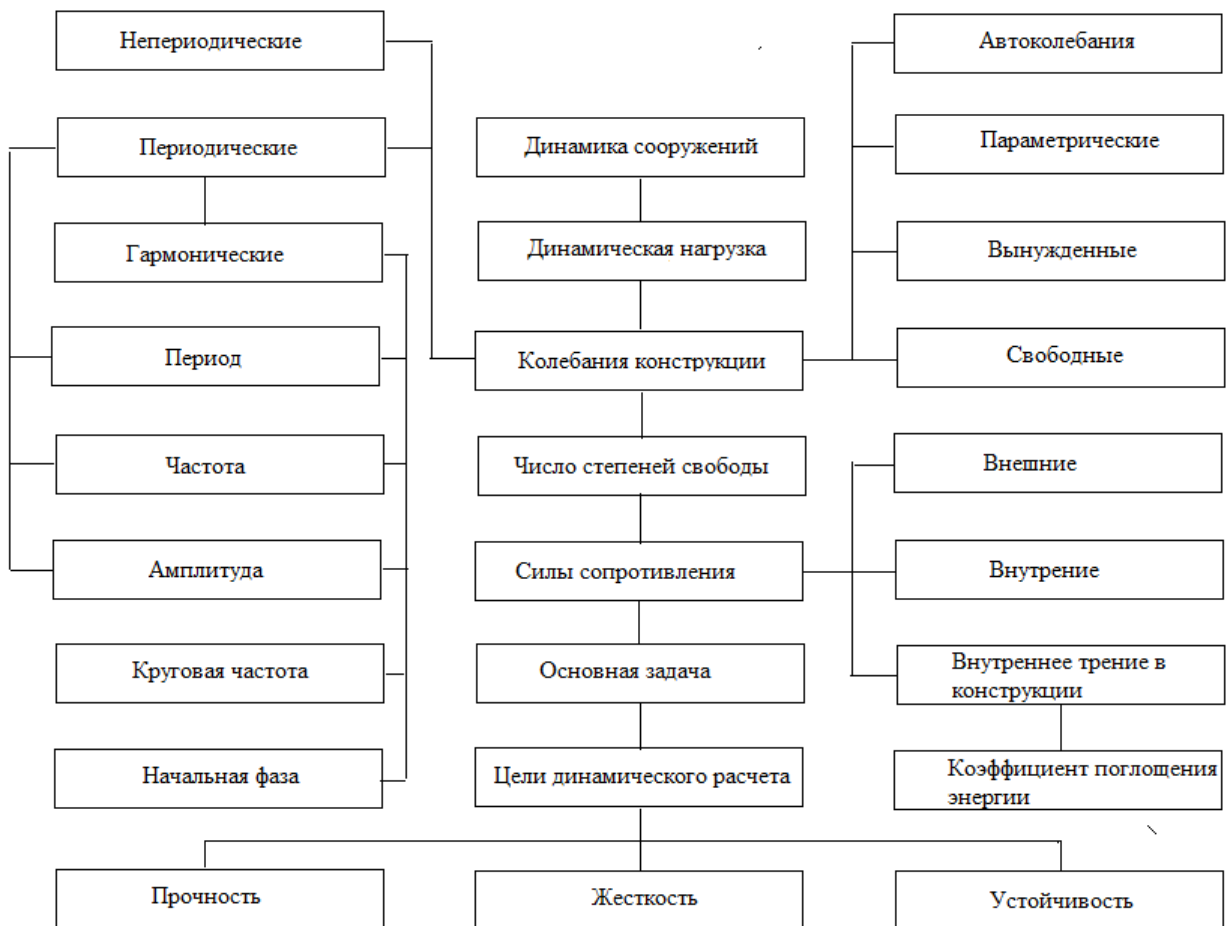 Непериодические
Автоколебания
Периодические
Динамика сооружений
Параметрические
Гармонические
Динамическая нагрузка
Вынужденные
Период
Колебания конструкции
Свободные
Частота
Число степеней свободы
Внешние
Амплитуда
Силы сопротивления
Внутрение
Круговая частота
Основная задача
Внутреннее трение в
конструкции
Начальная фаза
Цели динамического расчета
Коэффициент поглощения
энергии
Прочность
Жесткость
Устойчивость